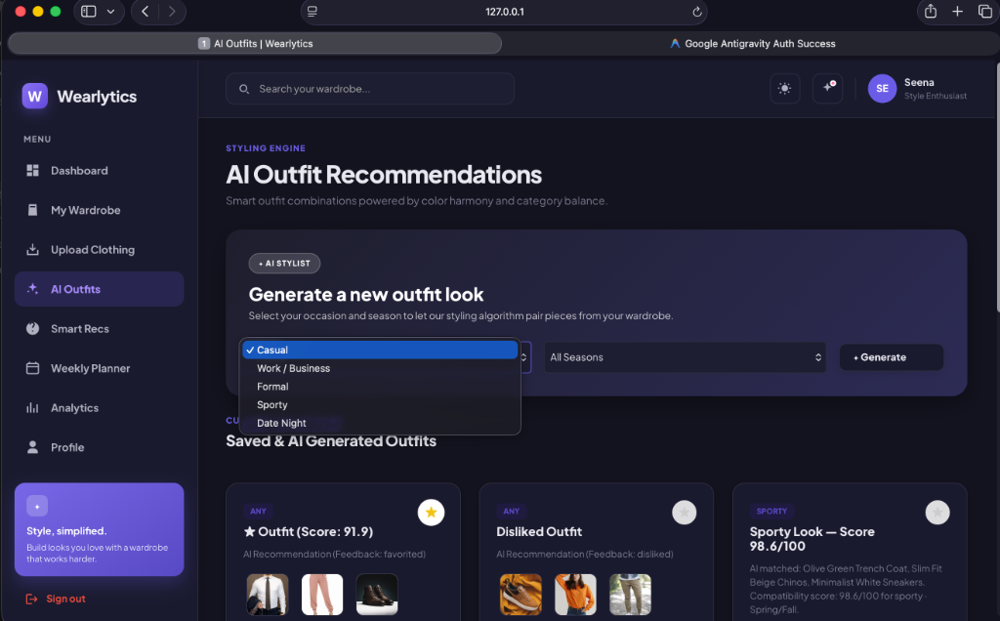 127.0.0.1
1 AI Outfits | Wearlytics
Google Antigravity Auth Success
W Wearlytics
Search your wardrobe...
SE
Seena
Style Enthusiast
MENU
Dashboard
My Wardrobe
Upload Clothing
AI Outfits
Smart Recs
Weekly Planner
Analytics
Profile
Style, simplified.
Build looks you love with a wardrobe
that works harder.
Sign out
STYLING ENGINE
AI Outfit Recommendations
Smart outfit combinations powered by color harmony and category balance.
+ AI STYLIST
Generate a new outfit look
Select your occasion and season to let our styling algorithm pair pieces from your wardrobe.
✓ Casual
Work / Business
Formal
Sporty
Date Night
All Seasons
+ Generate
CU
Saved & AI Generated Outfits
ANY
★ Outfit (Score: 91.9)
AI Recommendation (Feedback: favorited)
ANY
Disliked Outfit
AI Recommendation (Feedback: disliked)
SPORTY
Sporty Look — Score
98.6/100
AI matched: Olive Green Trench Coat, Slim Fit
Beige Chinos, Minimalist White Sneakers.
Compatibility score: 98.6/100 for sporty ·
Spring/Fall.